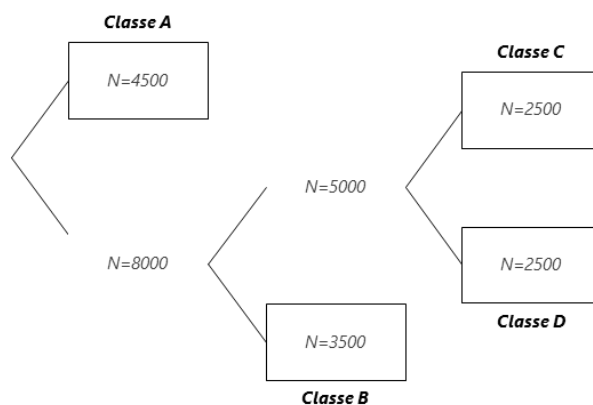 Classe A
N=4500
N=8000
N=5000
N=3500
Classe B
Classe C
N=2500
N=2500
Classe D